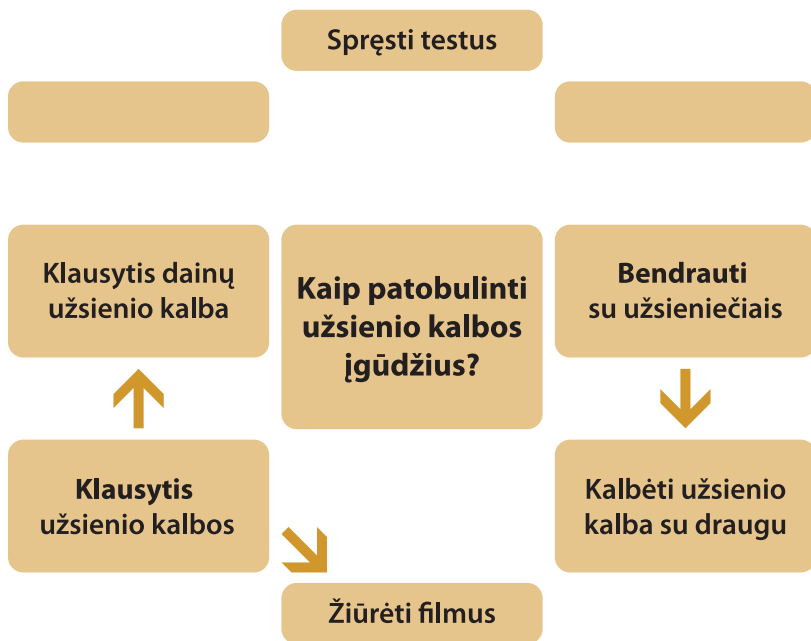 Spręsti testus
Klausytis dainų
užsienio kalba
Kaip patobulinti
užsienio kalbos
įgūdžius?
Bendrauti
su užsieniečiais
Klausytis
užsienio kalbos
Kalbėti užsienio
kalba su draugu
Žiūrėti filmus